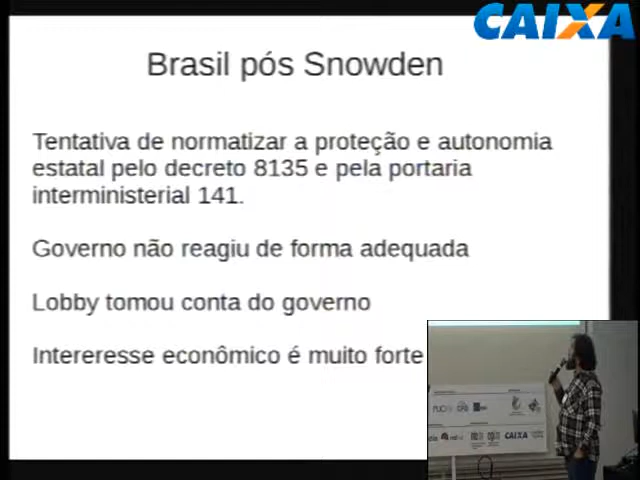 CAIXA
Brasil pós Snowden
Tentativa de normatizar a proteção e autonomia
estatal pelo decreto 8135 e pela portaria
interministerial 141.
Governo não reagiu de forma adequada
Lobby tomou conta do governo
Intereresse econômico é muito forte
CAIXA